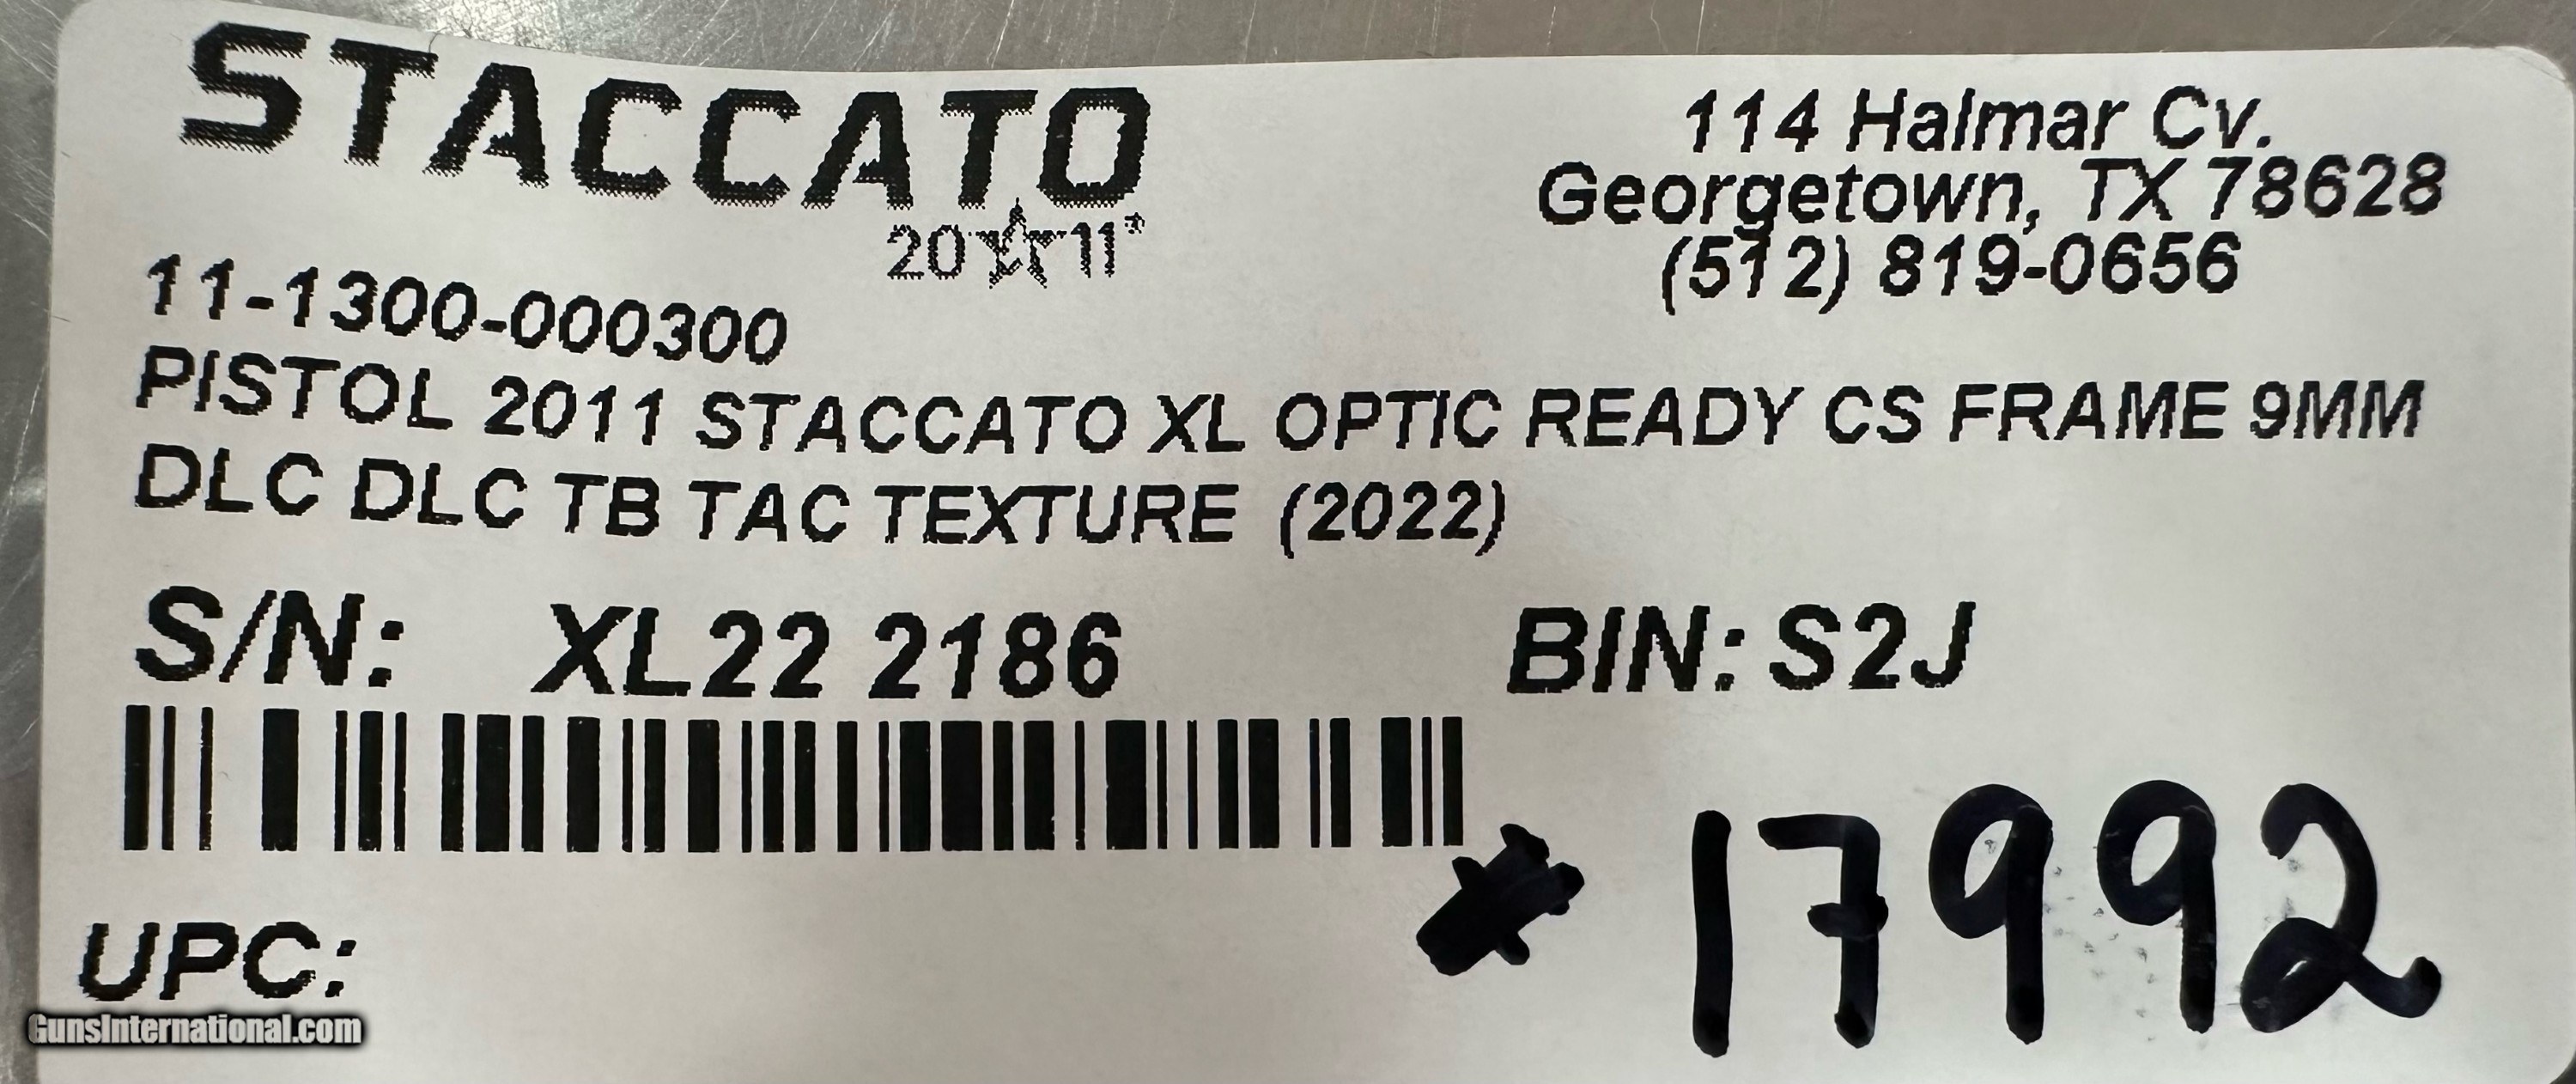 STACCATO
20 11®
114 Halmar Cv.
Georgetown, TX 78628
(512) 819-0656
11-1300-000300
PISTOL 2011 STACCATO XL OPTIC READY CS FRAME 9MM
DLC DLC TB TAC TEXTURE (2022)
S/N: XL22 2186
BIN: S2J
* 17992
UPC:
GunsInternational.com